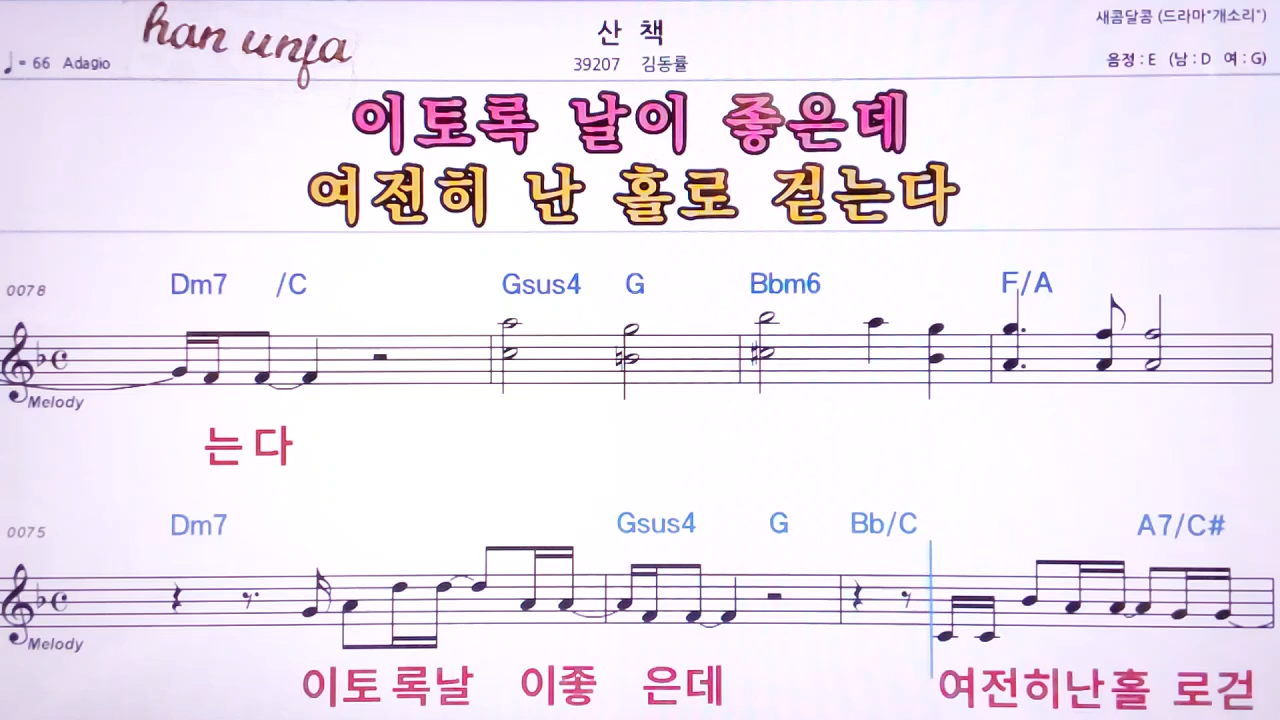 han unfa
산 책
새콤달콤 (드라마"개소리")
♩= 66 Adagio
39207 김동률
음정 : E (남 : D 여 : G)
이토록 날이 좋은데
여전히 난 홀로 걷는다
0078
Dm7 /C Gsus4 G Bbm6 F/A
Melody
는 다
0075
Dm7 Gsus4 G Bb/C A7/C#
Melody
이토 록날 이좋 은데 여전히난 홀 로걷